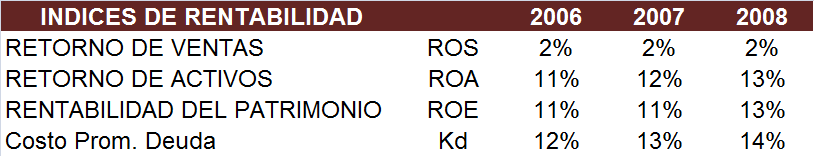 INDICES DE RENTABILIDAD 2006 2007 2008
RETORNO DE VENTAS ROS 2% 2% 2%
RETORNO DE ACTIVOS ROA 11% 12% 13%
RENTABILIDAD DEL PATRIMONIO ROE 11% 11% 13%
Costo Prom. Deuda Kd 12% 13% 14%